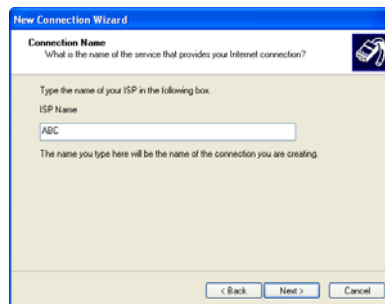 New Connection Wizard
Connection Name
What is the name of the service that provides your Internet connection?
Type the name of your ISP in the following box.
ISP Name
ABC
The name you type here will be the name of the connection you are creating.
< Back Next > Cancel